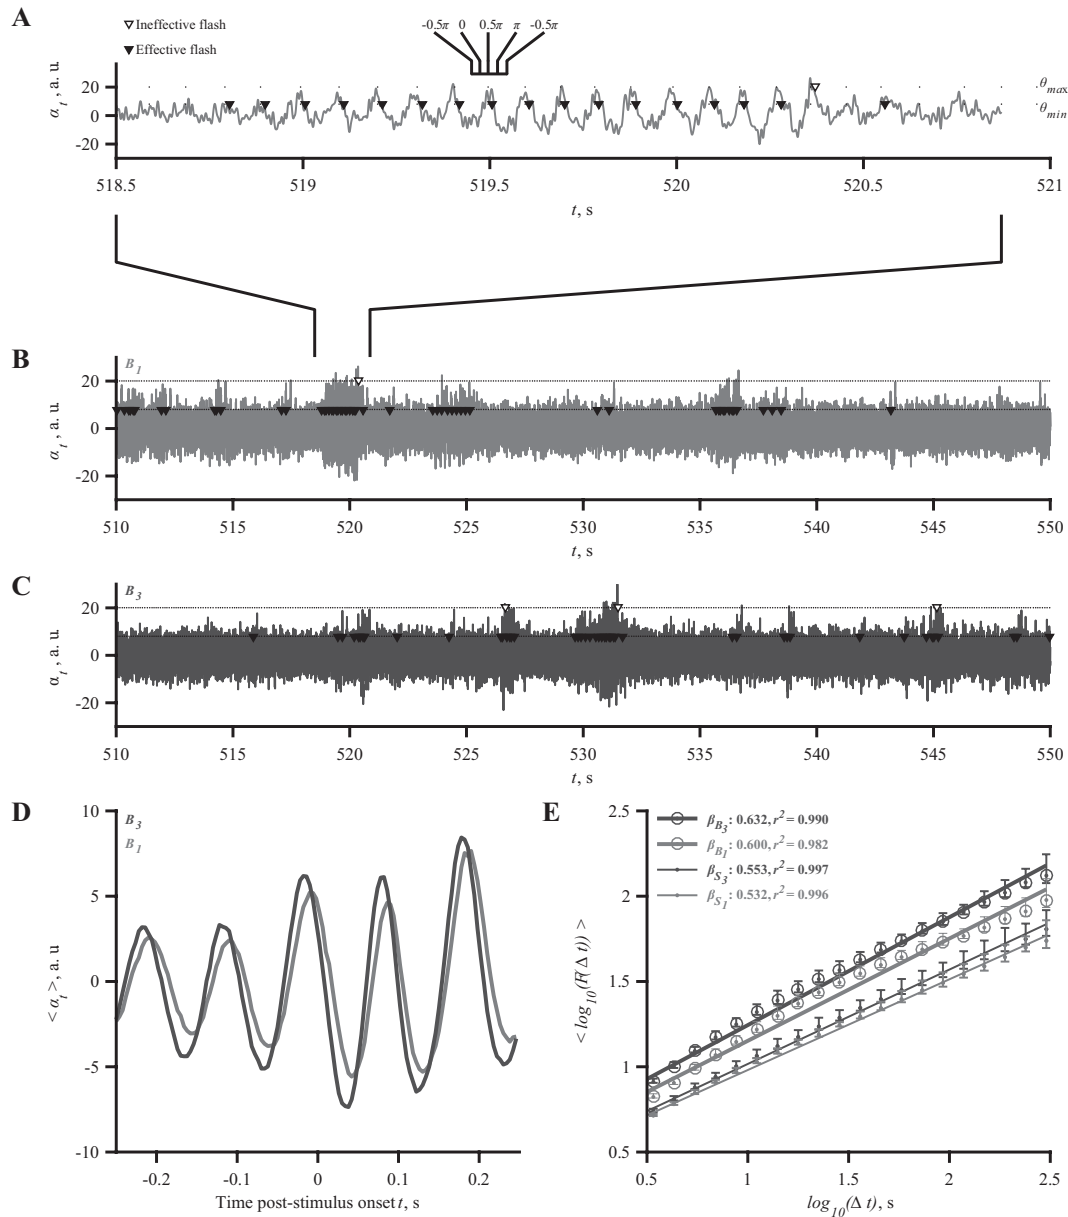 A
Ineffective flash
Effective flash
-0.5π 0 0.5π π -0.5π
α_t, a. u.
20
0
-20
θ_max
θ_min
518.5 519 519.5 520 520.5 521
t, s
B
B_1
α_t, a. u.
20
0
-20
510 515 520 525 530 535 540 545 550
t, s
C
B_3
α_t, a. u
20
0
-20
510 515 520 525 530 535 540 545 550
t, s
D
B_3
B_1
<α_t>, a. u
10
5
0
-5
-10
-0.2 -0.1 0 0.1 0.2
Time post-stimulus onset t, s
E
β_B_3: 0.632, r² = 0.990
β_B_1: 0.600, r² = 0.982
β_S_3: 0.553, r² = 0.997
β_S_1: 0.532, r² = 0.996
< log_10(F(Δ t)) >
2.5
2
1.5
1
0.5
0.5 1 1.5 2 2.5
log_10(Δ t), s